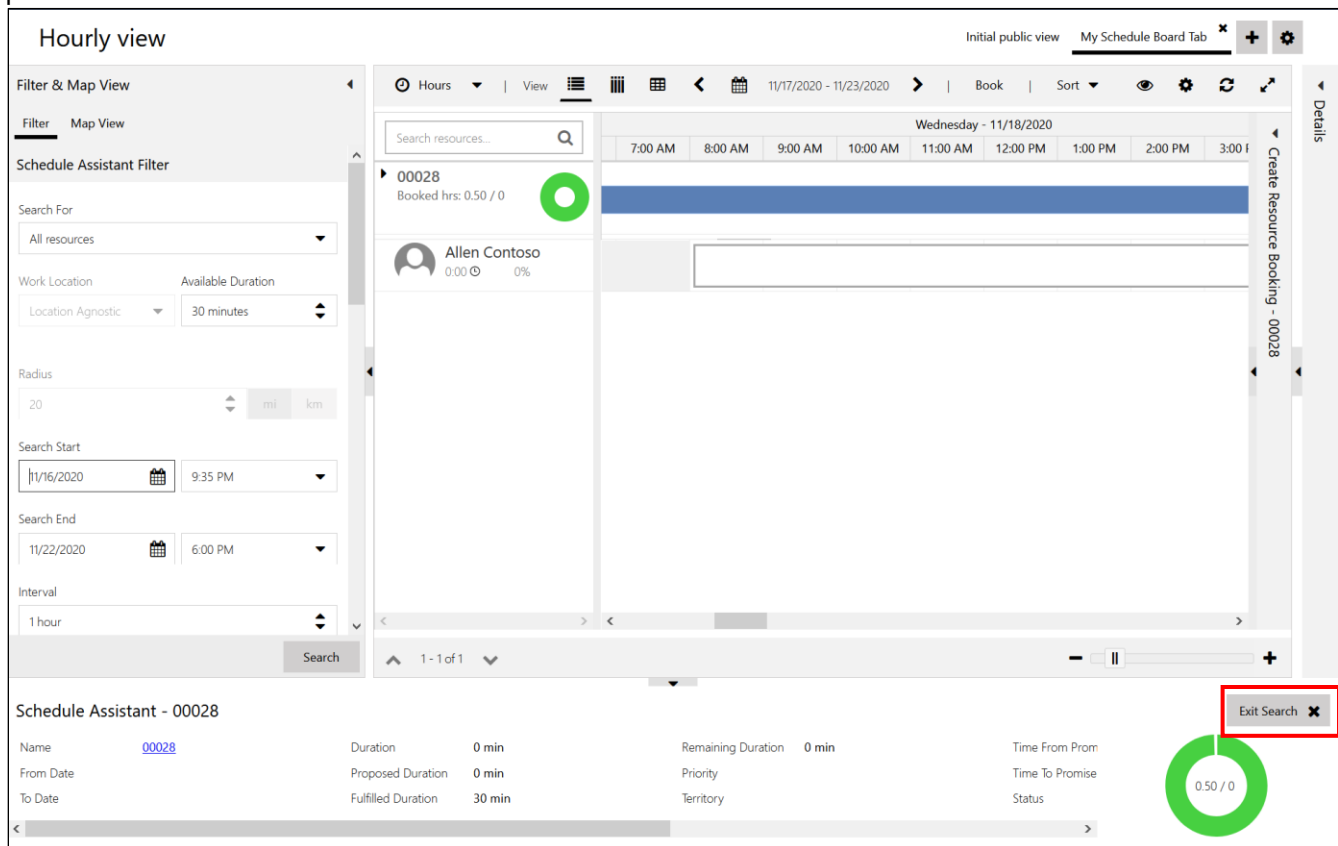 Hourly view
Initial public view My Schedule Board Tab
Filter & Map View
Hours | View 11/17/2020 - 11/23/2020 | Book | Sort
Details
Filter Map View
Search resources...
Wednesday - 11/18/2020
7:00 AM 8:00 AM 9:00 AM 10:00 AM 11:00 AM 12:00 PM 1:00 PM 2:00 PM 3:00 F
Create Resource Booking - 00028
Schedule Assistant Filter
00028
Booked hrs: 0.50 / 0
Search For
All resources
Allen Contoso
0:00 0%
Work Location Available Duration
Location Agnostic 30 minutes
Radius
20 mi km
Search Start
11/16/2020 9:35 PM
Search End
11/22/2020 6:00 PM
Interval
1 hour
Search
1 - 1 of 1
Schedule Assistant - 00028
Exit Search
Name 00028 Duration 0 min Remaining Duration 0 min Time From Prom
From Date Proposed Duration 0 min Priority Time To Promise
To Date Fulfilled Duration 30 min Territory Status
0.50 / 0